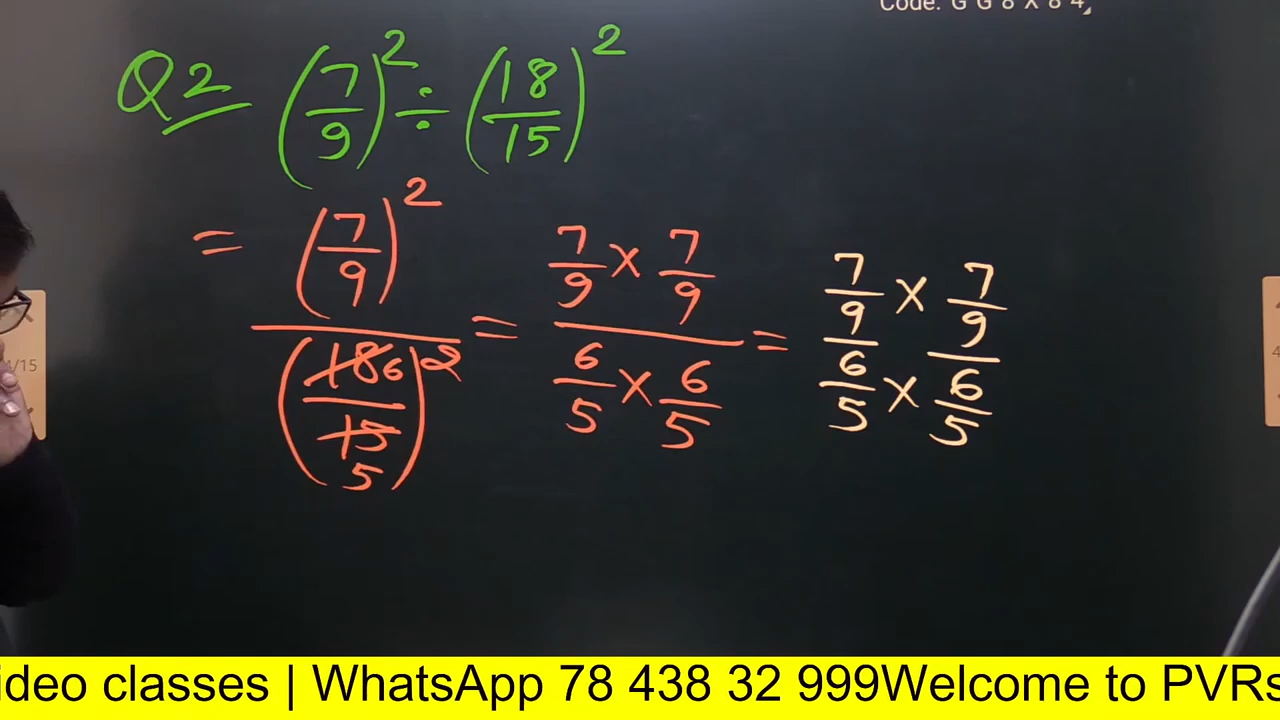 Code: G G 8 X 8 4
Q2 (7/9)² ÷ (18/15)²
= (7/9)² / (18 6/15 5)² = 7/9 × 7/9 / 6/5 × 6/5 = 7/9 / 6/5 × 7/9 / 6/5
/15
4
ideo classes | WhatsApp 78 438 32 999Welcome to PVRs